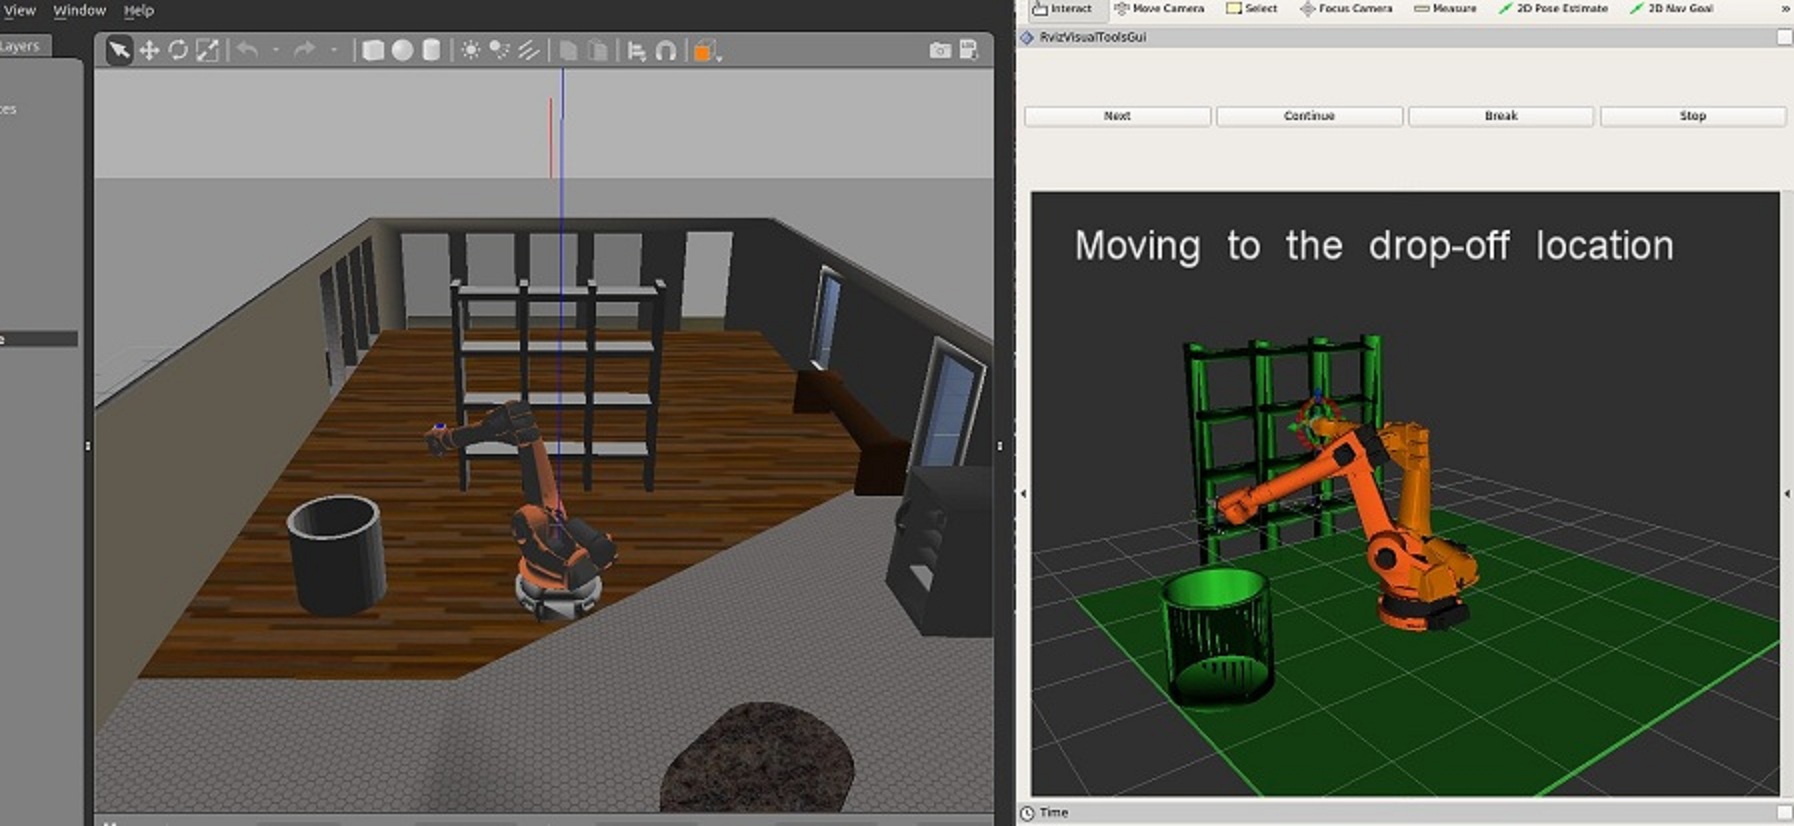 View Window Help
Layers
Interact Move Camera Select Focus Camera Measure 2D Pose Estimate 2D Nav Goal »
RvizVisualToolsGui
Next Continue Break Stop
Moving to the drop-off location
Time